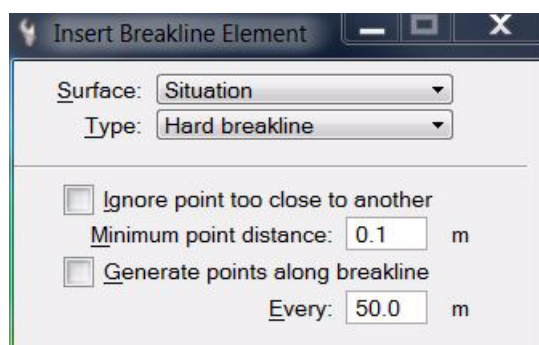 Insert Breakline Element
Surface: Situation
Type: Hard breakline
Ignore point too close to another
Minimum point distance: 0.1 m
Generate points along breakline
Every: 50.0 m